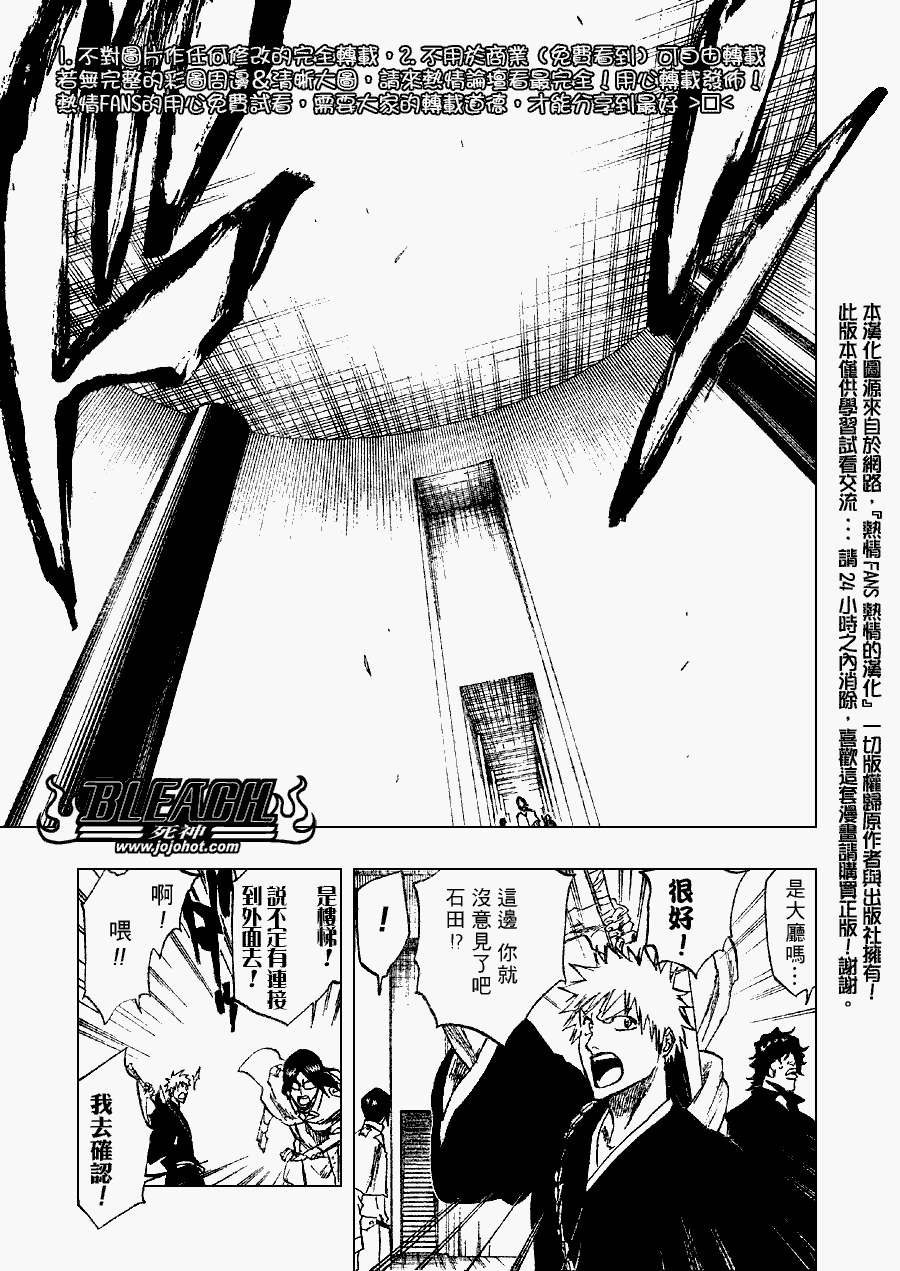 1. 不對圖片作任何修改的完全轉載，2. 不用於商業（免費看到）可自由轉載
若無完整的彩圖周邊&清晰大圖，請來熱情論壇看最完全！用心轉載發佈！
熱情FANS的用心免費試看，需要大家的轉載道德，才能分享到最好 >□<
本漢化圖源來自於網路，『熱情FANS熱情的漢化』一切版權歸原作者與出版社擁有！
此版本僅供學習試看交流… 請24小時之內消除，喜歡這套漫畫請購買正版！謝謝。
BLEACH
死神
www.jojohot.com
是大廳嗎…
很好！
這邊 你就
沒意見了吧
石田!?
！
是樓梯！
說不定有連接
到外面去！
啊！
喂!!
我去確認！